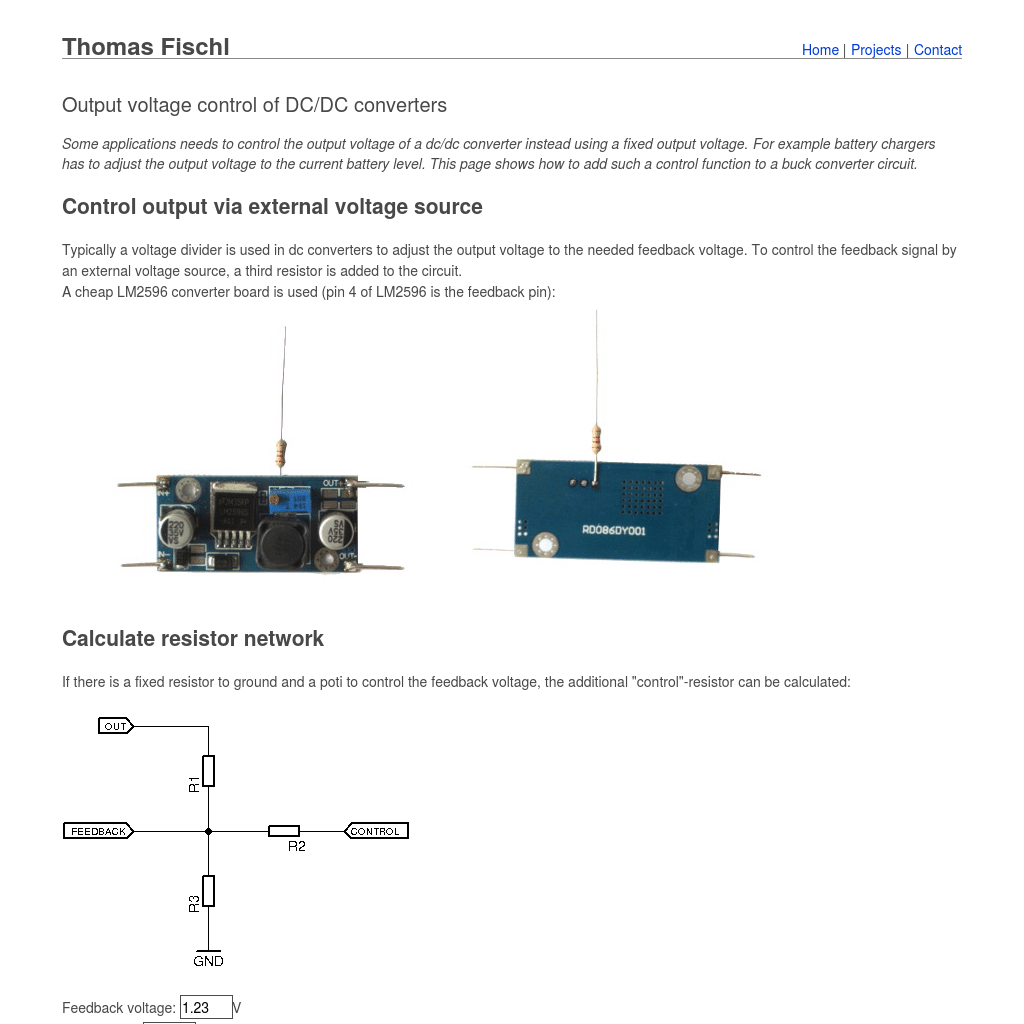 Thomas Fischl
Home | Projects | Contact
Output voltage control of DC/DC converters
Some applications needs to control the output voltage of a dc/dc converter instead using a fixed output voltage. For example battery chargers
has to adjust the output voltage to the current battery level. This page shows how to add such a control function to a buck converter circuit.
Control output via external voltage source
Typically a voltage divider is used in dc converters to adjust the output voltage to the needed feedback voltage. To control the feedback signal by
an external voltage source, a third resistor is added to the circuit.
A cheap LM2596 converter board is used (pin 4 of LM2596 is the feedback pin):
IN+
OUT+
IN-
OUT-
RD086DY001
Calculate resistor network
If there is a fixed resistor to ground and a poti to control the feedback voltage, the additional "control"-resistor can be calculated:
OUT
R1
FEEDBACK
CONTROL
R2
R3
GND
Feedback voltage: 1.23 V